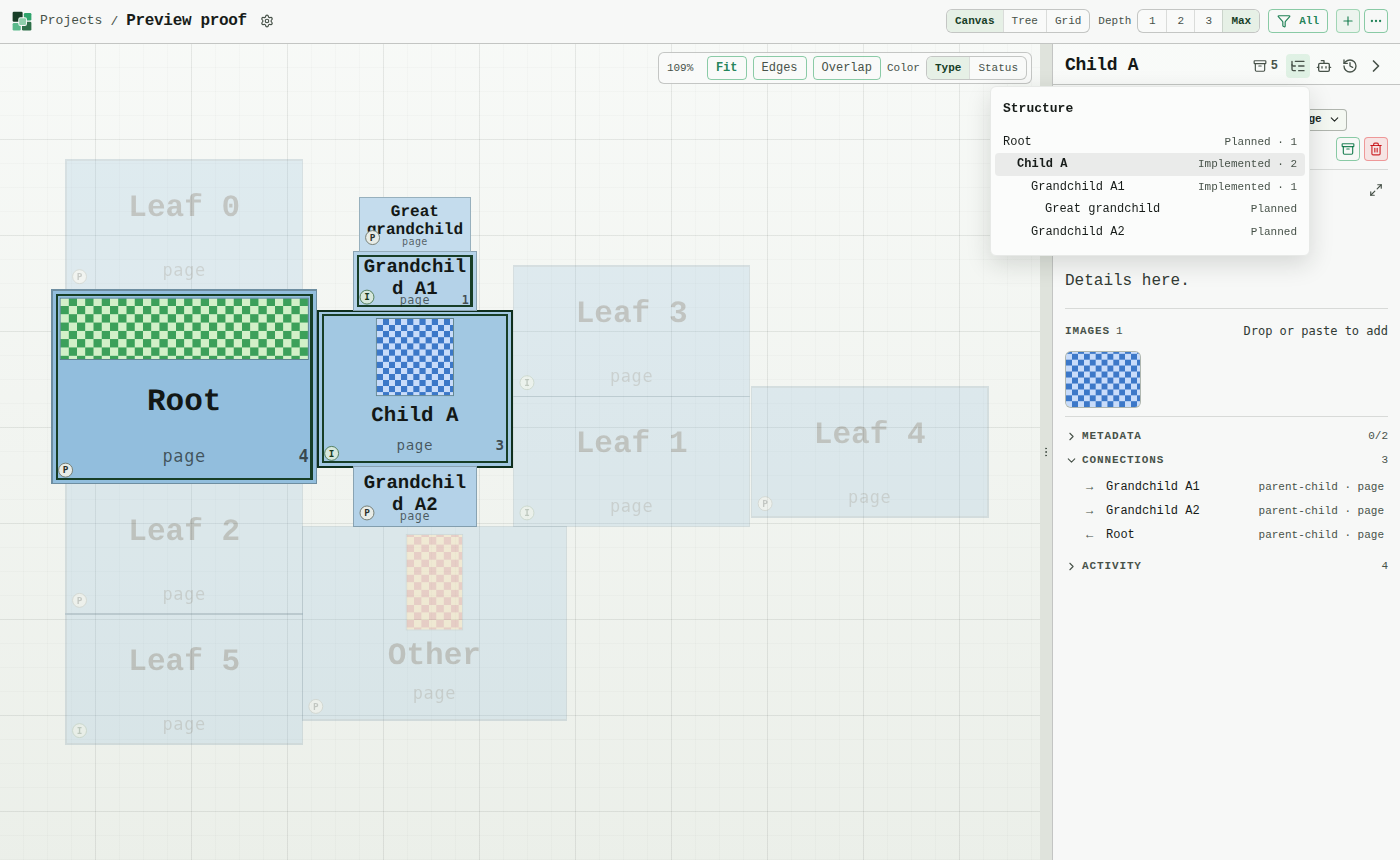 Projects / Preview proof
Canvas Tree Grid Depth 1 2 3 Max All
109% Fit Edges Overlap Color Type Status
Child A 5
Structure
Root Planned · 1
Child A Implemented · 2
Grandchild A1 Implemented · 1
Great grandchild Planned
Grandchild A2 Planned
Details here.
IMAGES 1 Drop or paste to add
METADATA 0/2
CONNECTIONS 3
→ Grandchild A1 parent-child · page
→ Grandchild A2 parent-child · page
← Root parent-child · page
ACTIVITY 4
Leaf 0
page
P
Great
grandchild
page
P
Grandchil
d A1
page
I
1
Root
page
4
P
Child A
page
3
I
Grandchil
d A2
page
P
Leaf 3
page
I
Leaf 1
page
I
Leaf 4
page
P
Leaf 2
page
P
Other
page
P
Leaf 5
page
I